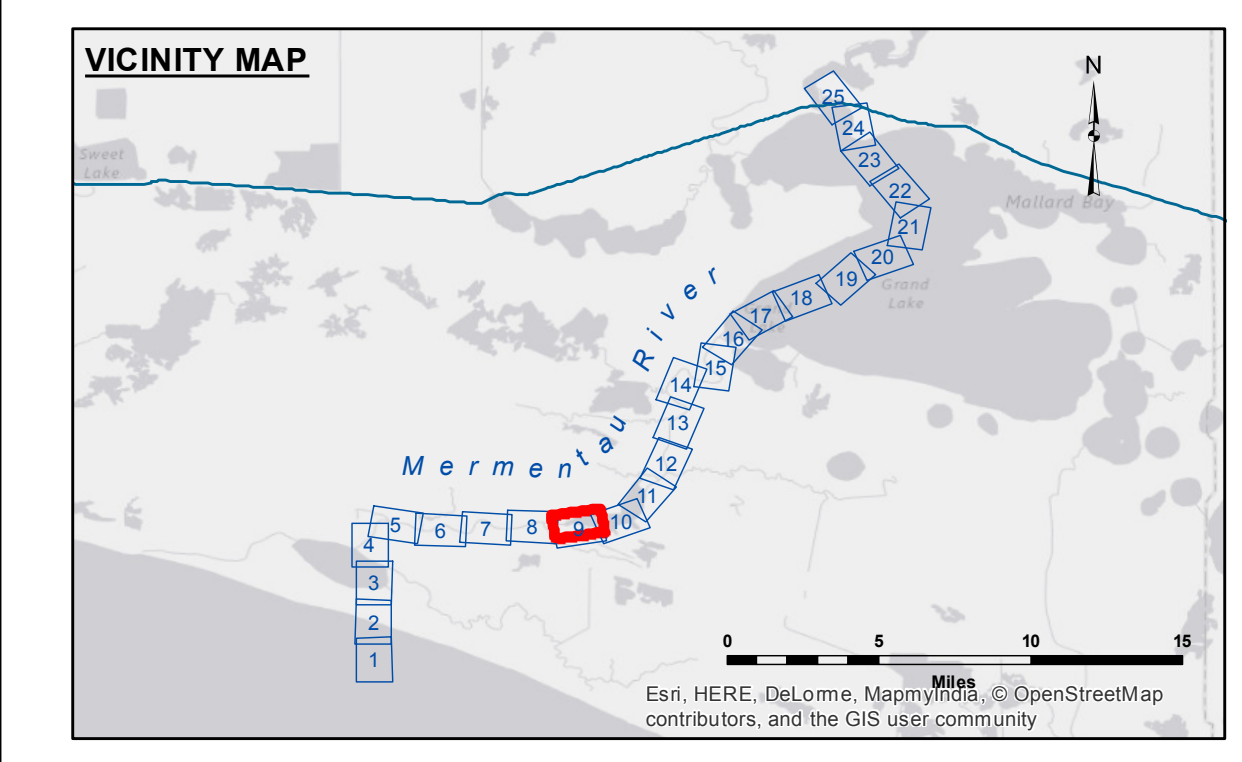 VICINITY MAP
N
25
24
Sweet
Lake
23
22
Mallard Bay
21
20
19
Grand
Lake
18
17
16
15
14
13
Mermentau River
12
11
10
9
8
7
6
5
4
3
2
1
0 5 10 15
Miles
Esri, HERE, DeLorme, MapmyIndia, © OpenStreetMap
contributors, and the GIS user community